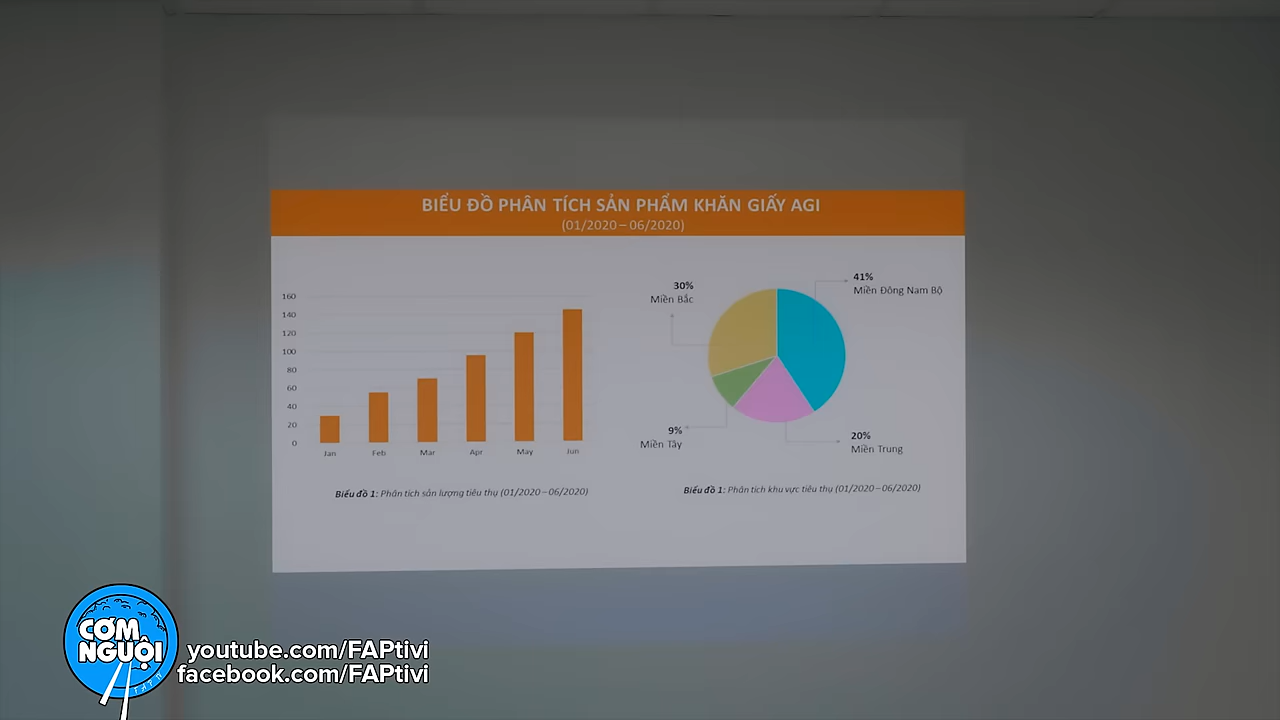 BIỂU ĐỒ PHÂN TÍCH SẢN PHẨM KHĂN GIẤY AGI
(01/2020 – 06/2020)
160
140
120
100
80
60
40
20
0
Jan Feb Mar Apr May Jun
Biểu đồ 1: Phân tích sản lượng tiêu thụ (01/2020 – 06/2020)
30%
Miền Bắc
41%
Miền Đông Nam Bộ
9%
Miền Tây
20%
Miền Trung
Biểu đồ 1: Phân tích khu vực tiêu thụ (01/2020 – 06/2020)
CƠM
NGUỘI
FAPTV
youtube.com/FAPtivi
facebook.com/FAPtivi